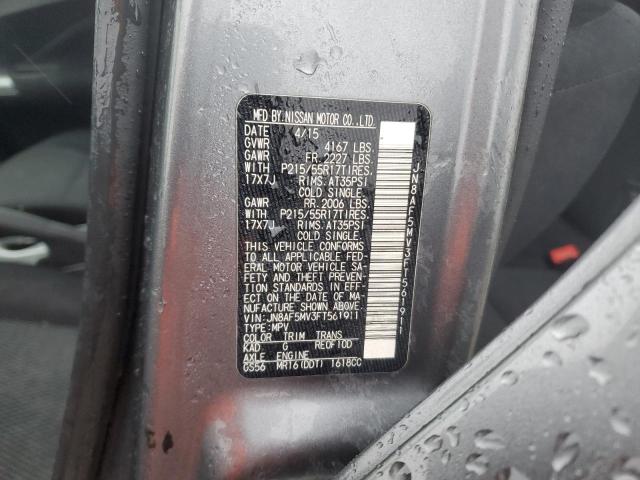 MFD BY.NISSAN MOTOR CO.,LTD.
DATE 4/15
GVWR 4167 LBS
GAWR FR.2227 LBS.
WITH P215/55R17TIRES.
17X7J RIMS.AT35PSI
COLD SINGLE.
GAWR RR.2006 LBS.
WITH P215/55R17TIRES.
17X7J RIMS.AT35PSI
COLD SINGLE.
THIS VEHICLE CONFORMS
TO ALL APPLICABLE FED-
ERAL MOTOR VEHICLE SA-
FETY AND THEFT PREVEN-
TION STANDARDS IN EFF-
ECT ON THE DATE OF MA-
NUFACTURE SHOWN ABOVE.
VIN:JN8AF5MV3FT561911
TYPE:MPV
COLOR TRIM TRANS
KAD G RE0F10D
AXLE ENGINE
GS56 MR16(DDT) 1618CC
JN8AF5MV3FT561911